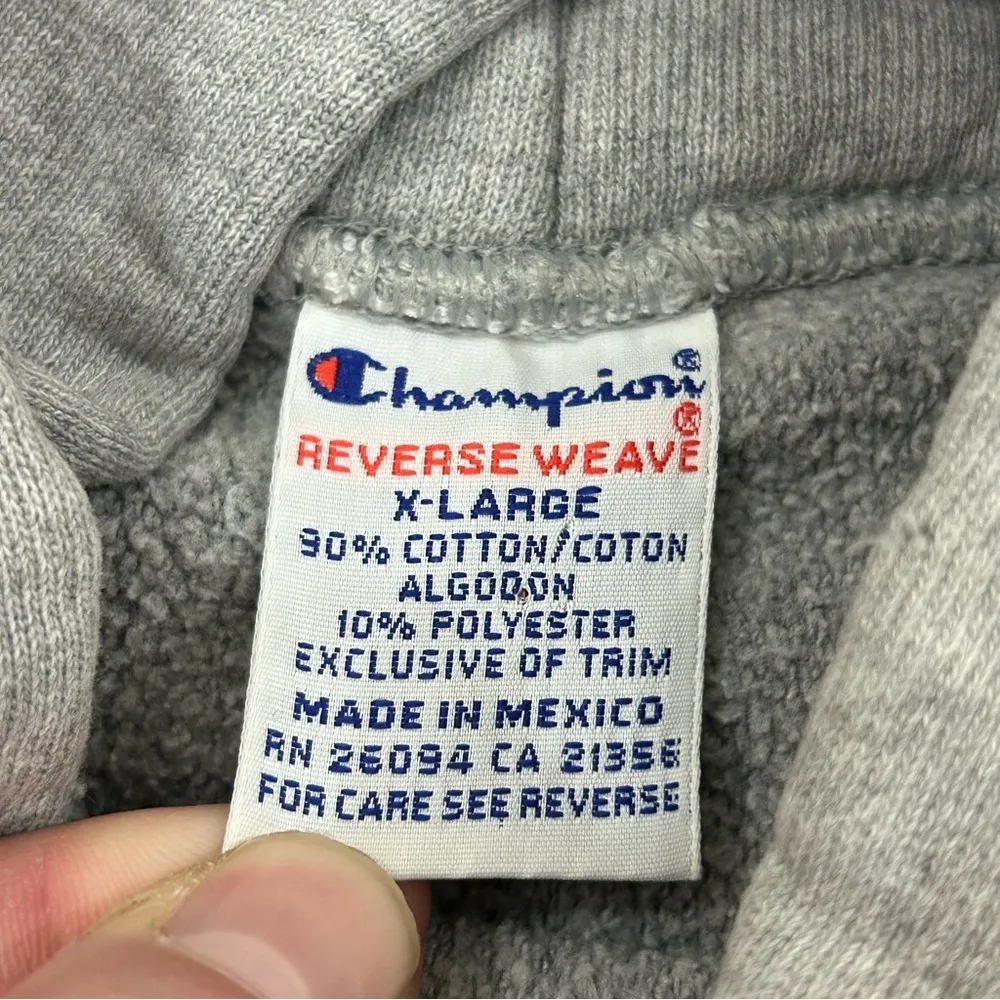 Champion®
REVERSE WEAVE®
X-LARGE
90% COTTON/COTON
ALGODON
10% POLYESTER
EXCLUSIVE OF TRIM
MADE IN MEXICO
RN 26094 CA 21356
FOR CARE SEE REVERSE